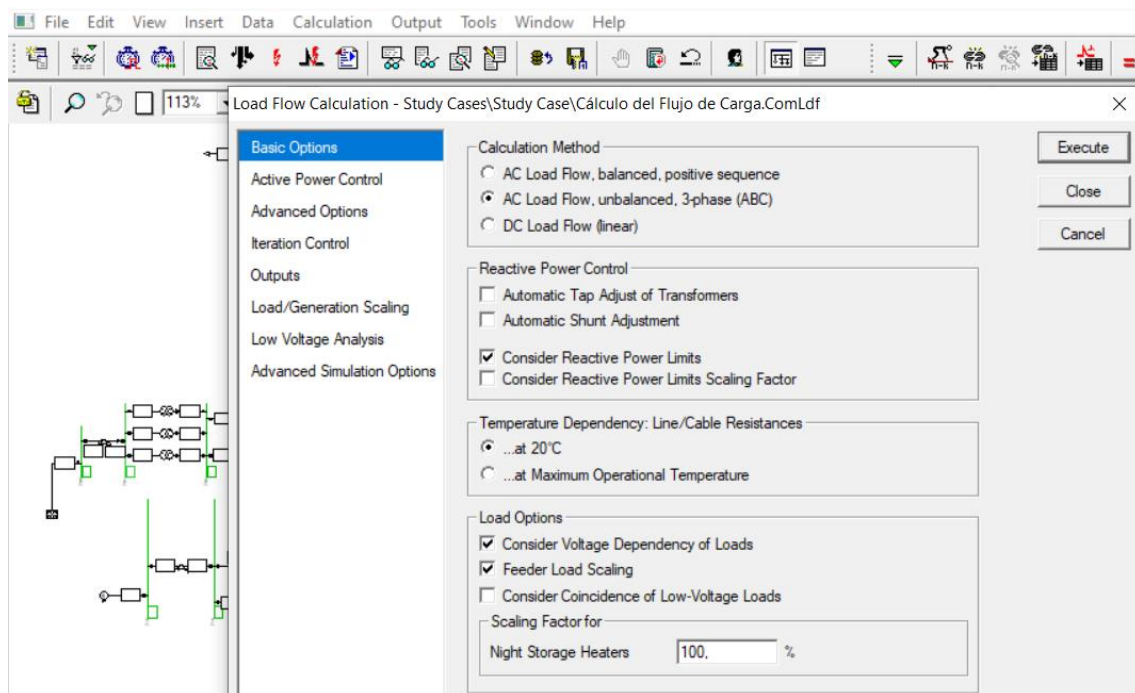 File Edit View Insert Data Calculation Output Tools Window Help
n-k n-k n-k
113%
Load Flow Calculation - Study Cases\Study Case\Cálculo del Flujo de Carga.ComLdf
Basic Options
Active Power Control
Advanced Options
Iteration Control
Outputs
Load/Generation Scaling
Low Voltage Analysis
Advanced Simulation Options
Calculation Method
AC Load Flow, balanced, positive sequence
AC Load Flow, unbalanced, 3-phase (ABC)
DC Load Flow (linear)
Reactive Power Control
Automatic Tap Adjust of Transformers
Automatic Shunt Adjustment
Consider Reactive Power Limits
Consider Reactive Power Limits Scaling Factor
Temperature Dependency: Line/Cable Resistances
...at 20°C
...at Maximum Operational Temperature
Load Options
Consider Voltage Dependency of Loads
Feeder Load Scaling
Consider Coincidence of Low-Voltage Loads
Scaling Factor for
Night Storage Heaters 100, %
Execute
Close
Cancel